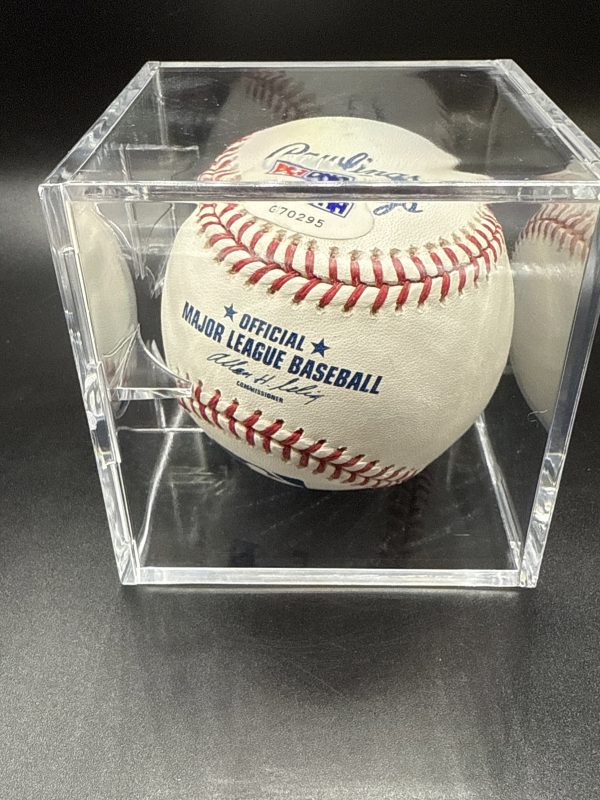 Rawlings
G70295
OFFICIAL
MAJOR LEAGUE BASEBALL
Allan H. Selig
COMMISSIONER